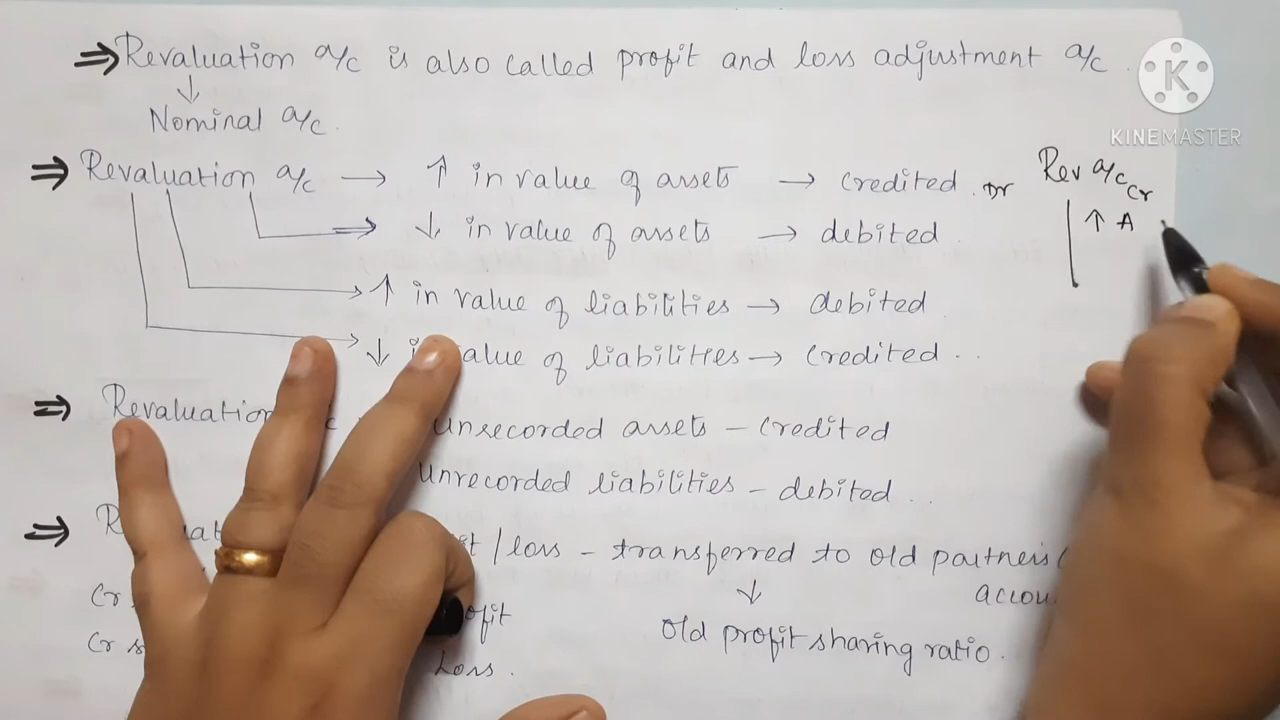 ⇒ Revaluation a/c is also called profit and loss adjustment a/c.
↓
Nominal a/c.
⇒ Revaluation a/c → ↑ in value of assets → credited.
⇒ ↓ in value of assets → debited
→ ↑ in value of liabilities → debited
→ ↓ value of liabilities → credited..
Dr Rev a/c Cr
↑ A
⇒ Revaluation unrecorded assets - credited
unrecorded liabilities - debited..
⇒ /loss - transferred to old partners
↓
Old profit sharing ratio.
Cr
Cr
Loss.
K
KINEMASTER